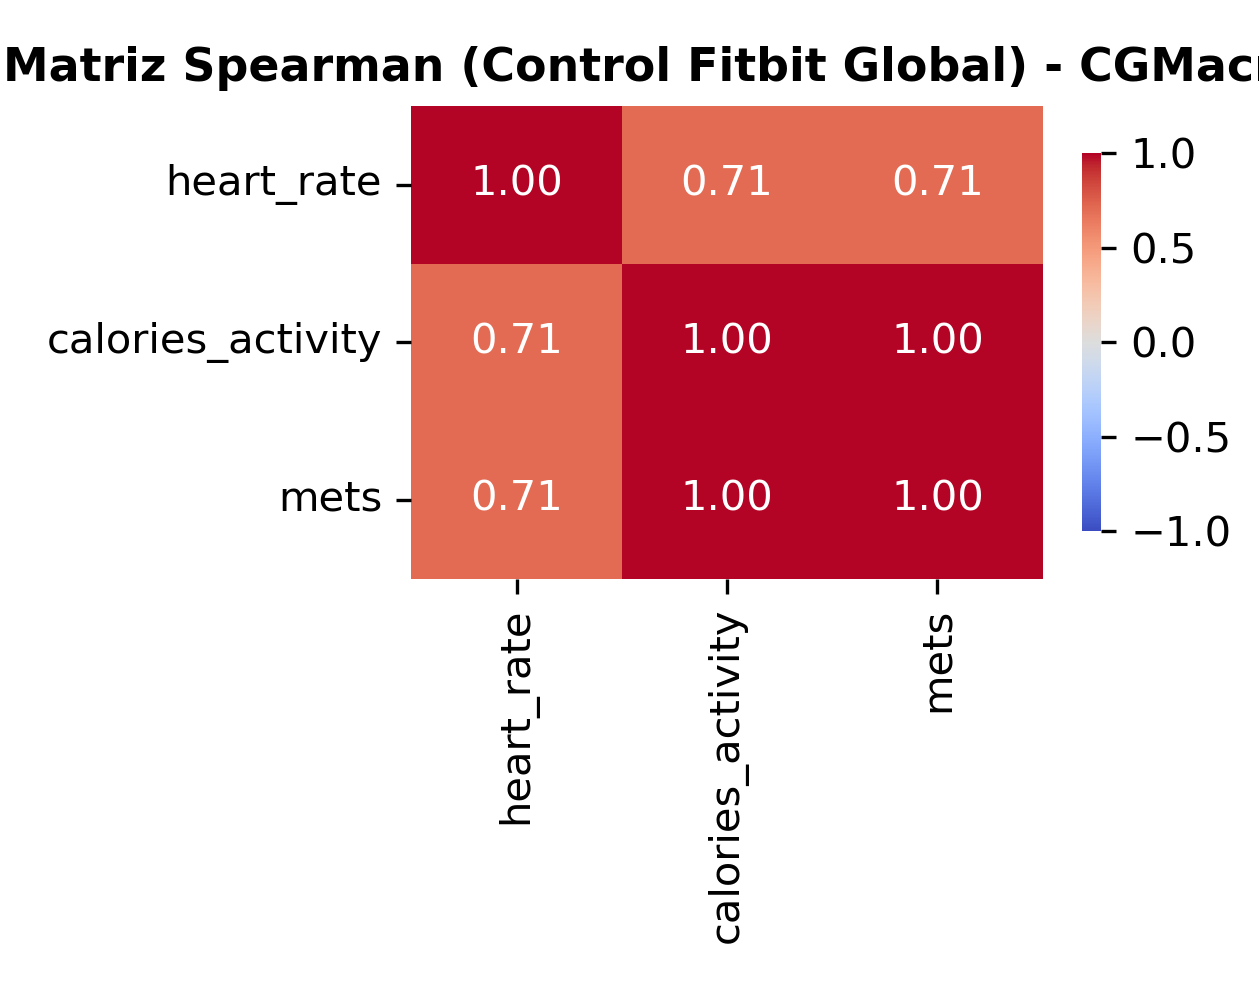 Matriz Spearman (Control Fitbit Global) - CGMacr
heart_rate 1.00 0.71 0.71
calories_activity 0.71 1.00 1.00
mets 0.71 1.00 1.00
heart_rate
calories_activity
mets
1.0
0.5
0.0
−0.5
−1.0